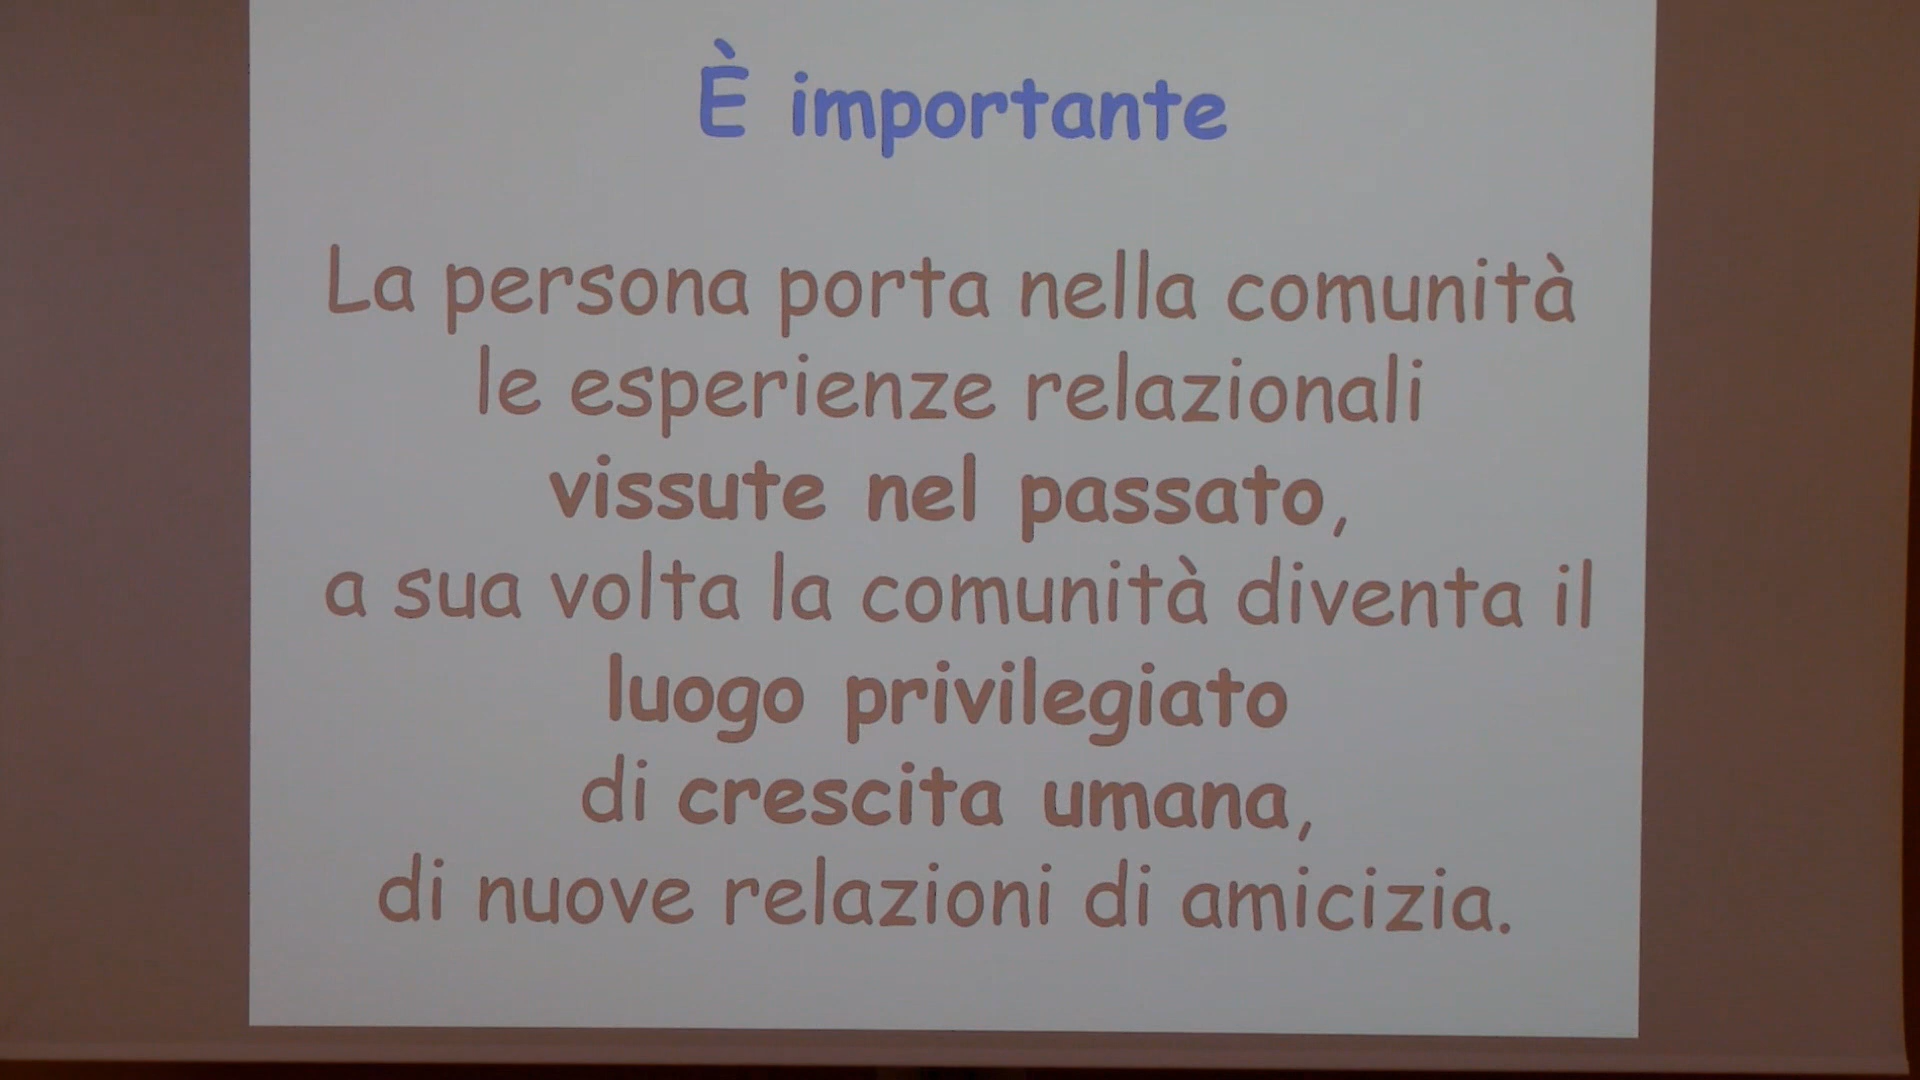 È importante
La persona porta nella comunità
le esperienze relazionali
vissute nel passato,
a sua volta la comunità diventa il
luogo privilegiato
di crescita umana,
di nuove relazioni di amicizia.